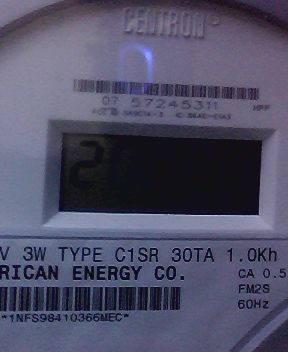 CENTRON
07 57245311
V 3W TYPE C1SR 30TA 1.0Kh
RICAN ENERGY CO.
CA 0.5
FM2S
60Hz
*1NFS98410366MEC*